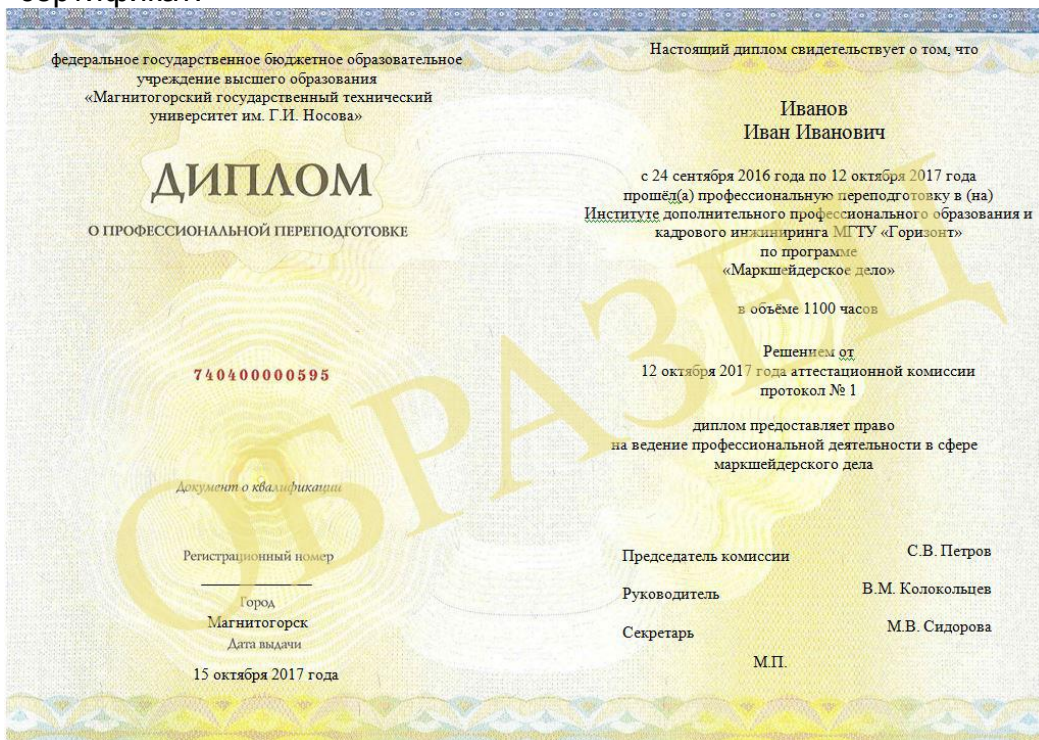 сертификат.
федеральное государственное бюджетное образовательное
учреждение высшего образования
«Магнитогорский государственный технический
университет им. Г.И. Носова»
ДИПЛОМ
О ПРОФЕССИОНАЛЬНОЙ ПЕРЕПОДГОТОВКЕ
740400000595
Документ о квалификации
Регистрационный номер
Город
Магнитогорск
Дата выдачи
15 октября 2017 года
Настоящий диплом свидетельствует о том, что
Иванов
Иван Иванович
с 24 сентября 2016 года по 12 октября 2017 года
прошёл(а) профессиональную переподготовку в (на)
Институте дополнительного профессионального образования и
кадрового инжиниринга МГТУ «Горизонт»
по программе
«Маркшейдерское дело»
в объёме 1100 часов
Решением от
12 октября 2017 года аттестационной комиссии
протокол № 1
диплом предоставляет право
на ведение профессиональной деятельности в сфере
маркшейдерского дела
Председатель комиссии С.В. Петров
Руководитель В.М. Колокольцев
Секретарь М.В. Сидорова
М.П.
ОБРАЗЕЦ